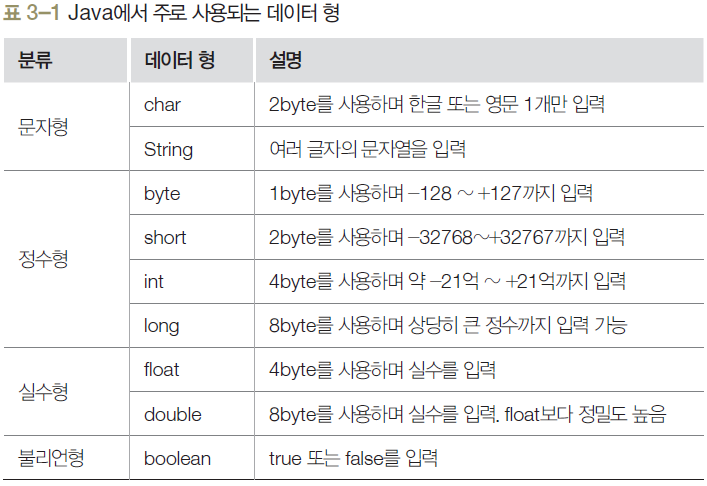 표 3-1 Java에서 주로 사용되는 데이터 형
분류 데이터 형 설명
문자형 char 2byte를 사용하며 한글 또는 영문 1개만 입력
String 여러 글자의 문자열을 입력
정수형 byte 1byte를 사용하며 –128 ~ +127까지 입력
short 2byte를 사용하며 –32768~+32767까지 입력
int 4byte를 사용하며 약 –21억 ~ +21억까지 입력
long 8byte를 사용하며 상당히 큰 정수까지 입력 가능
실수형 float 4byte를 사용하며 실수를 입력
double 8byte를 사용하며 실수를 입력. float보다 정밀도 높음
불리언형 boolean true 또는 false를 입력